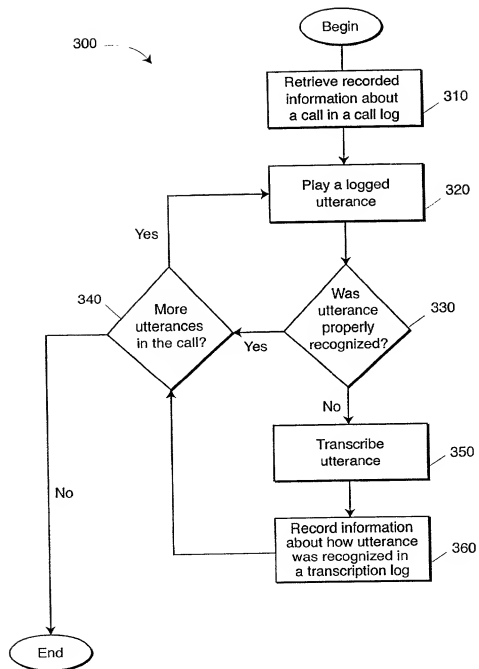 Begin
300
Retrieve recorded
information about
a call in a call log
310
Play a logged
utterance
320
Yes
340
More
utterances
in the call?
Was
utterance
properly
recognized?
330
Yes
No
Transcribe
utterance
350
No
Record information
about how utterance
was recognized in
a transcription log
360
End